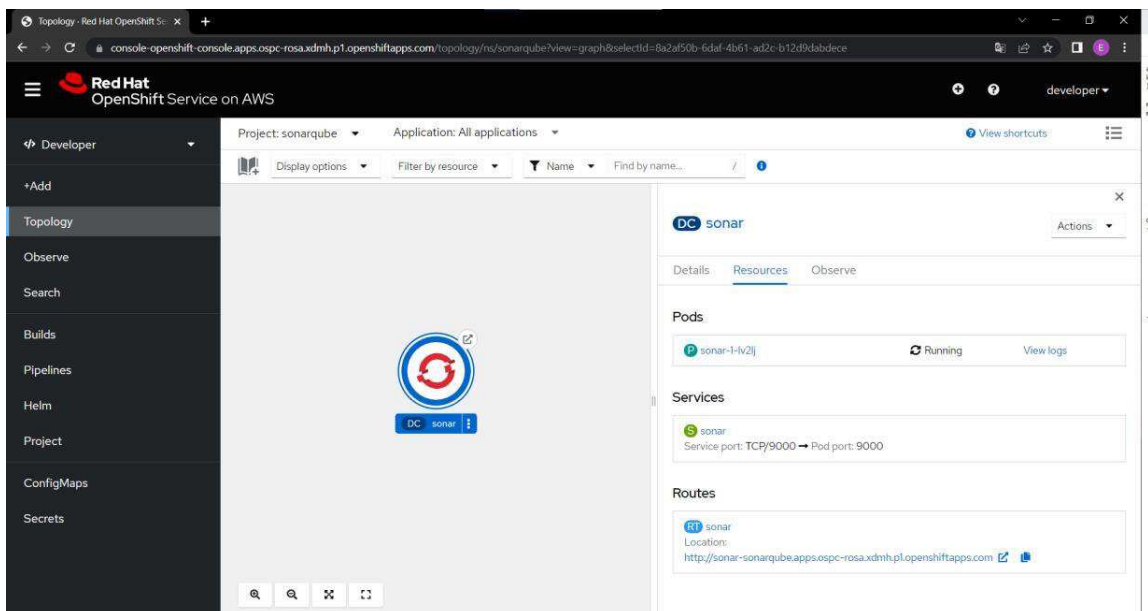 Topology · Red Hat OpenShift Se
console-openshift-console.apps.ospc-rosa.xdmh.p1.openshiftapps.com/topology/ns/sonarqube?view=graph&selectId=8a2af50b-6daf-4b61-ad2c-b12d9dabdece
E
Red Hat
OpenShift Service on AWS
developer
Developer
Project: sonarqube
Application: All applications
View shortcuts
Display options
Filter by resource
Name
Find by name...
/
+Add
Topology
Observe
Search
Builds
Pipelines
Helm
Project
ConfigMaps
Secrets
DC sonar
DC sonar
Actions
Details Resources Observe
Pods
P sonar-1-lv2lj Running View logs
Services
S sonar
Service port: TCP/9000 → Pod port: 9000
Routes
RT sonar
Location:
http://sonar-sonarqube.apps.ospc-rosa.xdmh.p1.openshiftapps.com